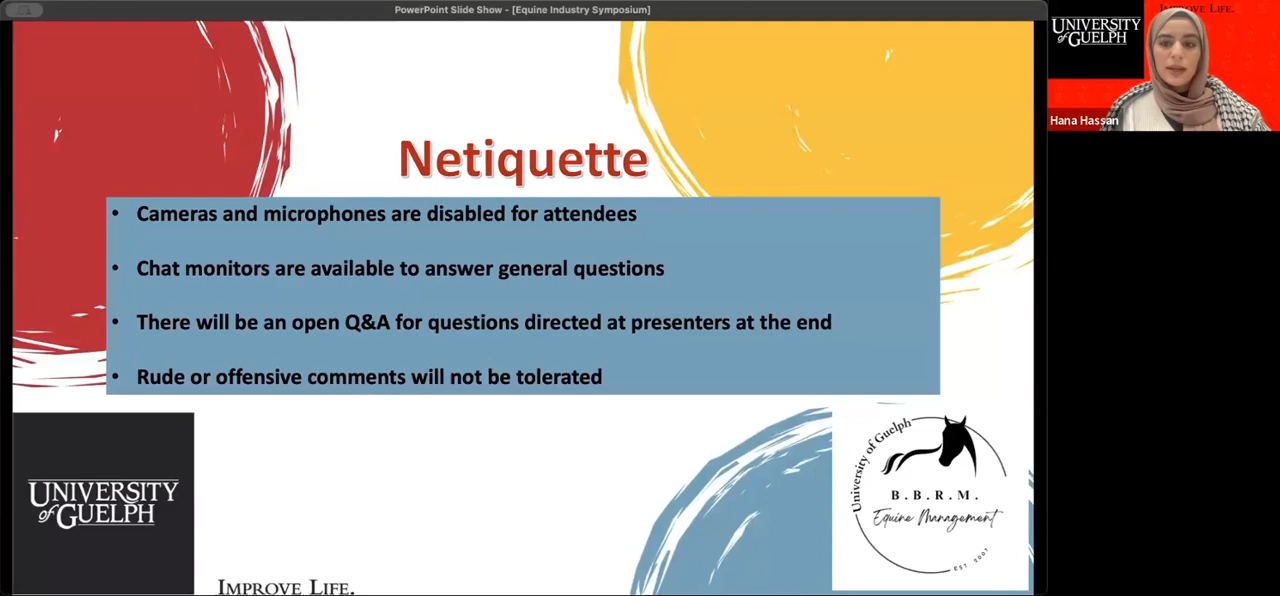 PowerPoint Slide Show - [Equine Industry Symposium]
Netiquette
• Cameras and microphones are disabled for attendees
• Chat monitors are available to answer general questions
• There will be an open Q&A for questions directed at presenters at the end
• Rude or offensive comments will not be tolerated
UNIVERSITY
of GUELPH
IMPROVE LIFE.
University of Guelph
B.B.R.M.
Equine Management
EST. 2007
IMPROVE LIFE.
UNIVERSITY
of GUELPH
Hana Hassan